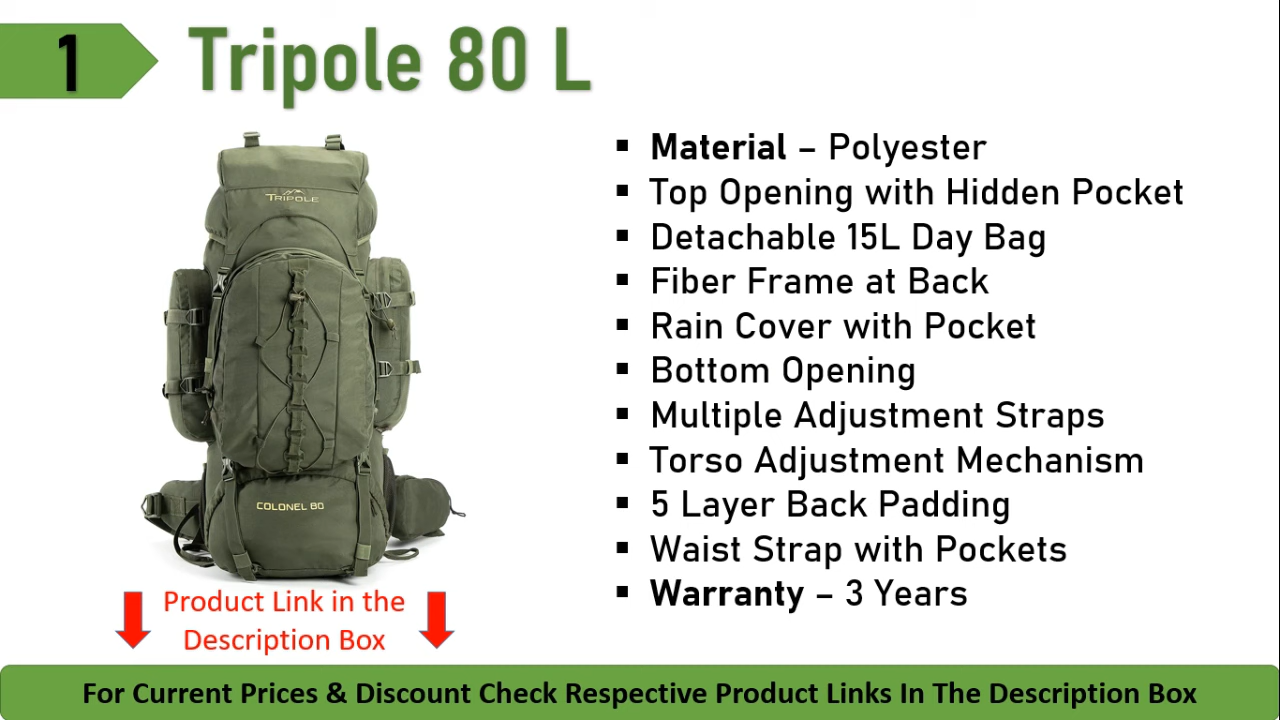 1
Tripole 80 L
TRIPOLE
COLONEL 80
▪ Material – Polyester
▪ Top Opening with Hidden Pocket
▪ Detachable 15L Day Bag
▪ Fiber Frame at Back
▪ Rain Cover with Pocket
▪ Bottom Opening
▪ Multiple Adjustment Straps
▪ Torso Adjustment Mechanism
▪ 5 Layer Back Padding
▪ Waist Strap with Pockets
▪ Warranty – 3 Years
Product Link in the
Description Box
For Current Prices & Discount Check Respective Product Links In The Description Box